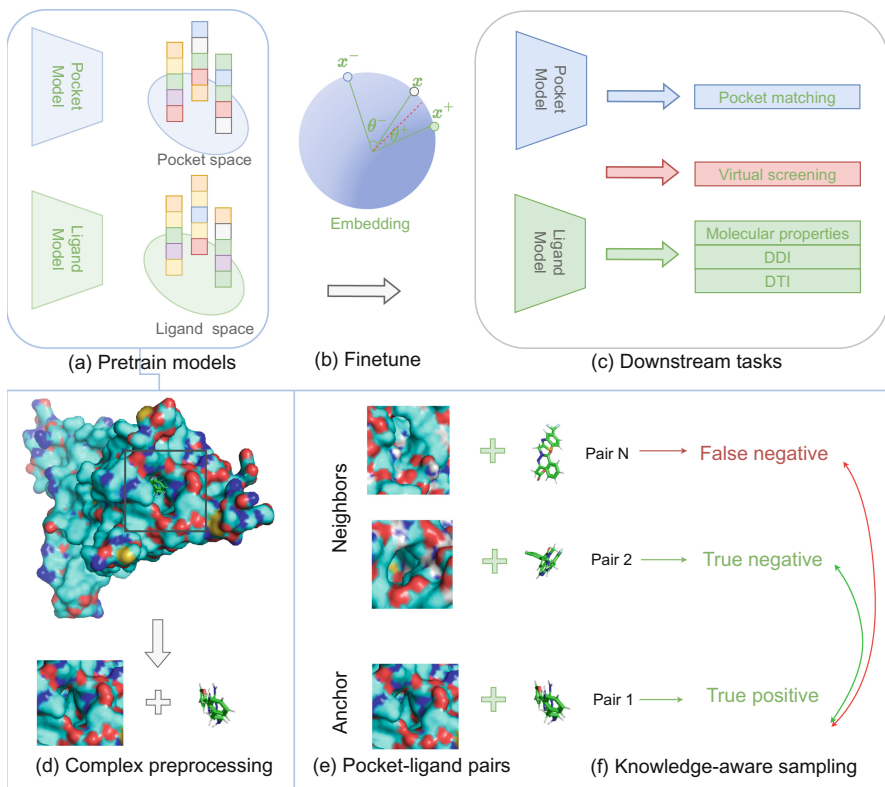 Pocket
Model
Pocket space
Ligand
Model
Ligand space
(a) Pretrain models
x⁻
x
x⁺
θ⁻
θ⁺
Embedding
(b) Finetune
Pocket
Model
Ligand
Model
Pocket matching
Virtual screening
Molecular properties
DDI
DTI
(c) Downstream tasks
(d) Complex preprocessing
Neighbors
Anchor
Pair N
False negative
Pair 2
True negative
Pair 1
True positive
(e) Pocket-ligand pairs
(f) Knowledge-aware sampling